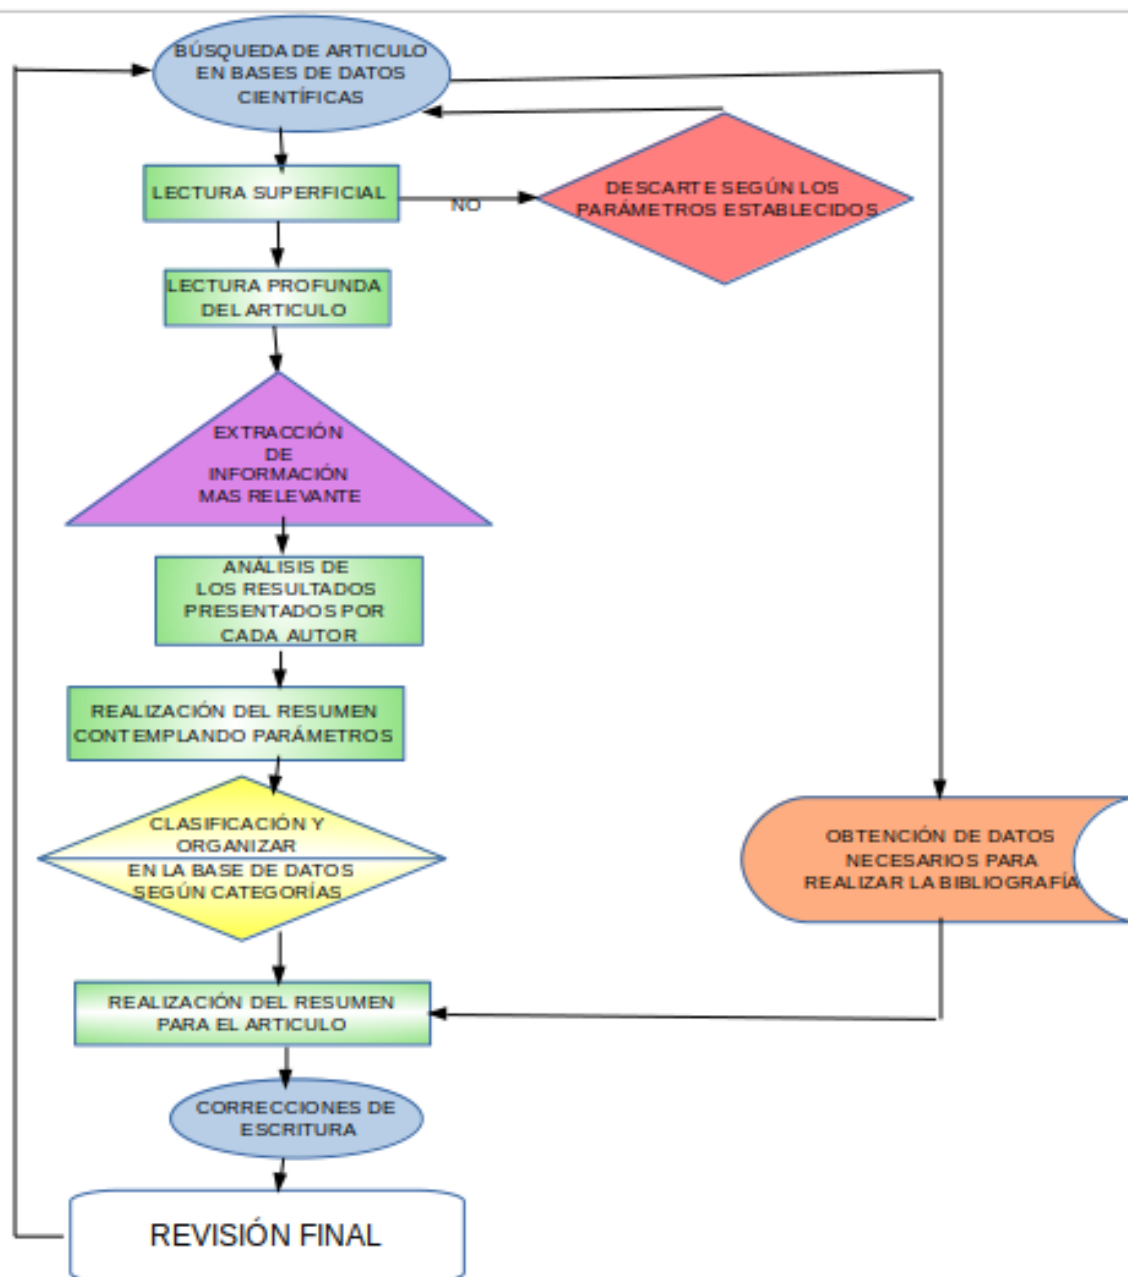 BÚSQUEDA DE ARTICULO
EN BASES DE DATOS
CIENTÍFICAS
LECTURA SUPERFICIAL
NO
DESCARTE SEGÚN LOS
PARÁMETROS ESTABLECIDOS
LECTURA PROFUNDA
DEL ARTICULO
EXTRACCIÓN
DE
INFORMACIÓN
MAS RELEVANTE
ANÁLISIS DE
LOS RESULTADOS
PRESENTADOS POR
CADA AUTOR
REALIZACIÓN DEL RESUMEN
CONTEMPLANDO PARÁMETROS
CLASIFICACIÓN Y
ORGANIZAR
EN LA BASE DE DATOS
SEGÚN CATEGORÍAS
OBTENCIÓN DE DATOS
NECESARIOS PARA
REALIZAR LA BIBLIOGRAFÍA
REALIZACIÓN DEL RESUMEN
PARA EL ARTICULO
CORRECCIONES DE
ESCRITURA
REVISIÓN FINAL